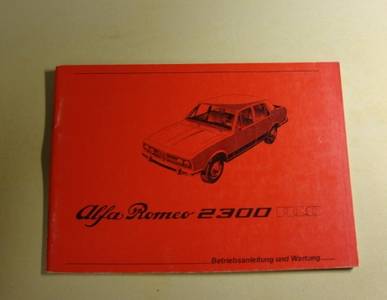 Alfa Romeo 2300
Betriebsanleitung und Wartung